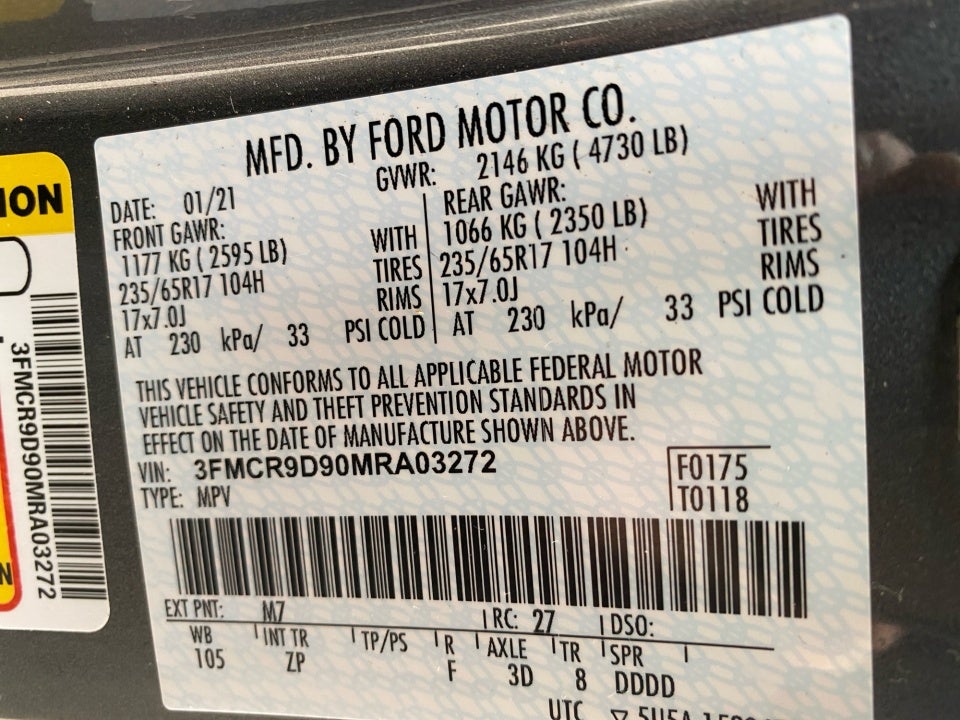 MFD. BY FORD MOTOR CO.
DATE: 01/21
GVWR: 2146 KG ( 4730 LB)
FRONT GAWR:
1177 KG ( 2595 LB) WITH
235/65R17 104H TIRES
17x7.0J RIMS
AT 230 kPa/ 33 PSI COLD
REAR GAWR:
1066 KG ( 2350 LB) WITH
235/65R17 104H TIRES
17x7.0J RIMS
AT 230 kPa/ 33 PSI COLD
THIS VEHICLE CONFORMS TO ALL APPLICABLE FEDERAL MOTOR
VEHICLE SAFETY AND THEFT PREVENTION STANDARDS IN
EFFECT ON THE DATE OF MANUFACTURE SHOWN ABOVE.
VIN: 3FMCR9D90MRA03272
TYPE: MPV
F0175
T0118
EXT PNT: M7 RC: 27 DSO:
WB INT TR TP/PS R AXLE TR SPR
105 ZP F 3D 8 DDDD
UTC
ION
3FMCR9D90MRA03272
N